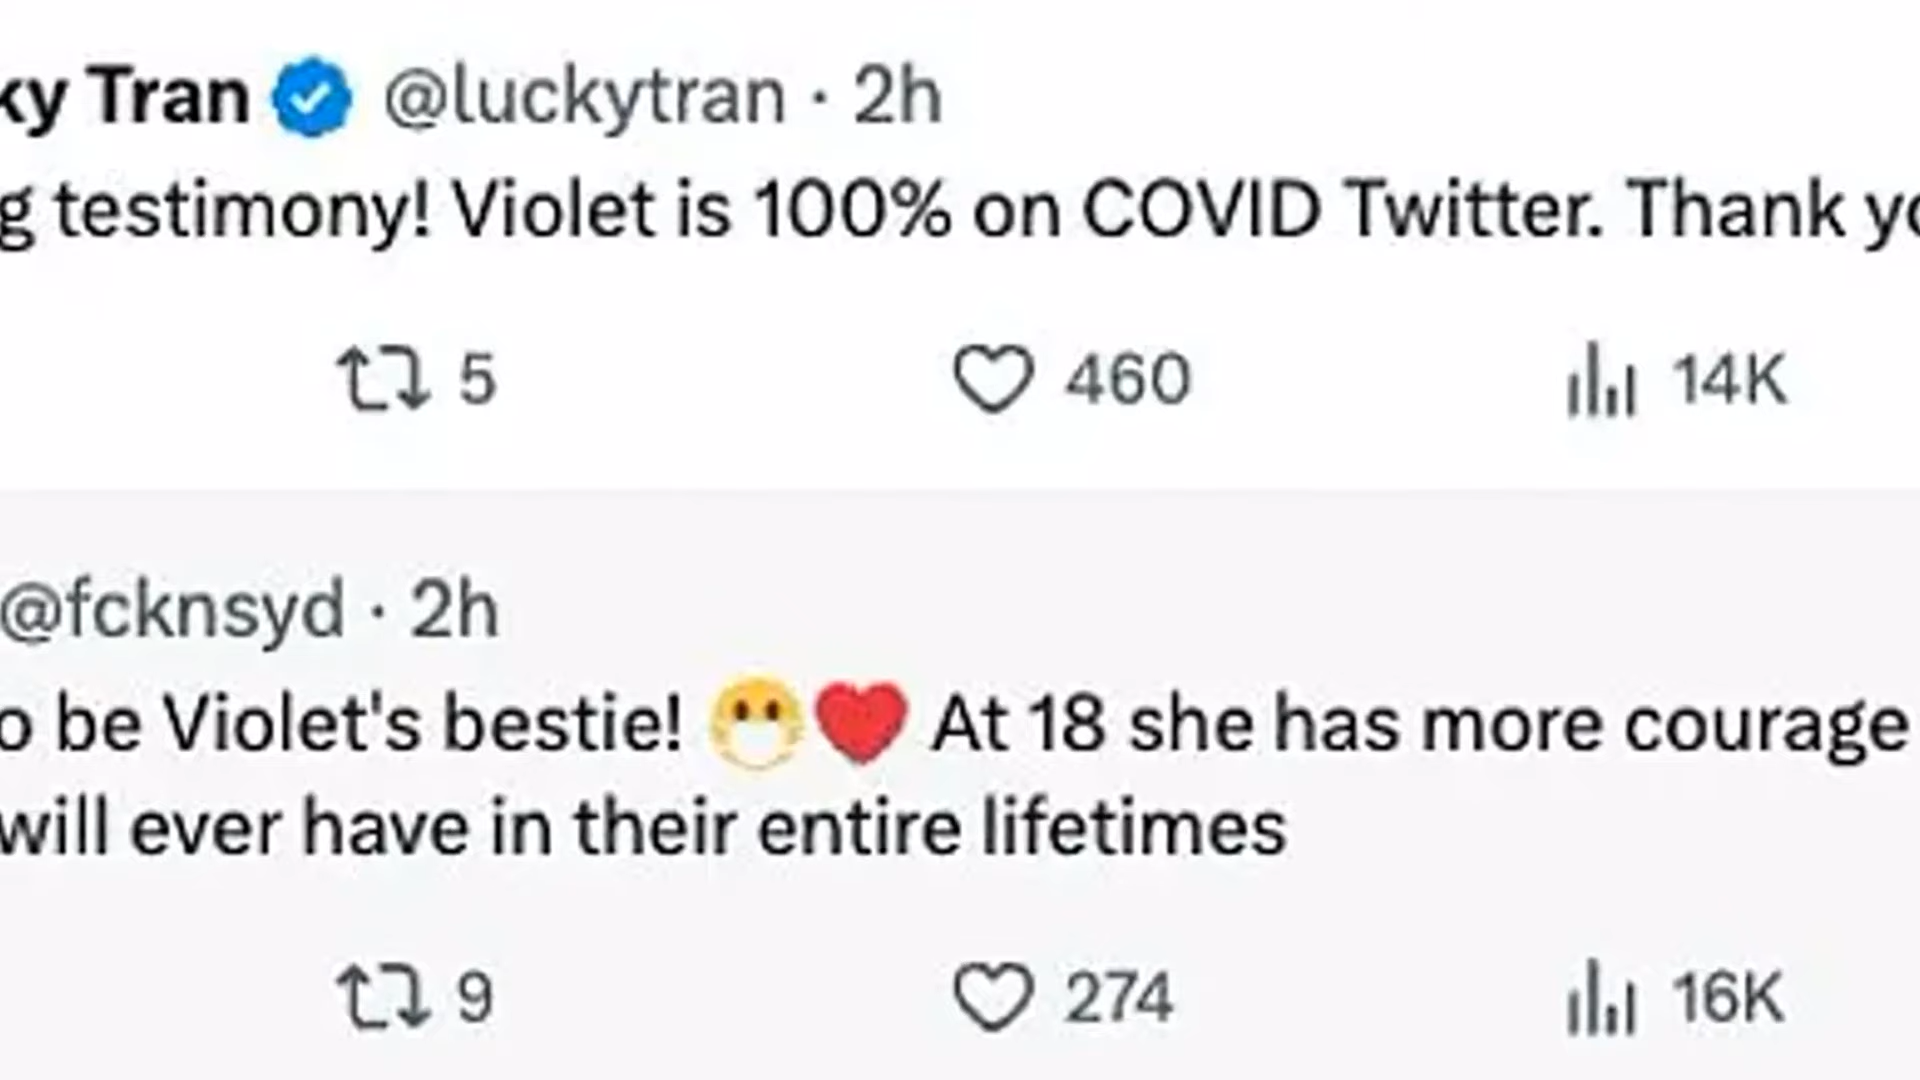 ky Tran @luckytran · 2h
g testimony! Violet is 100% on COVID Twitter. Thank yo
5 460 14K
@fcknsyd · 2h
o be Violet's bestie! 😷❤️ At 18 she has more courage
will ever have in their entire lifetimes
9 274 16K